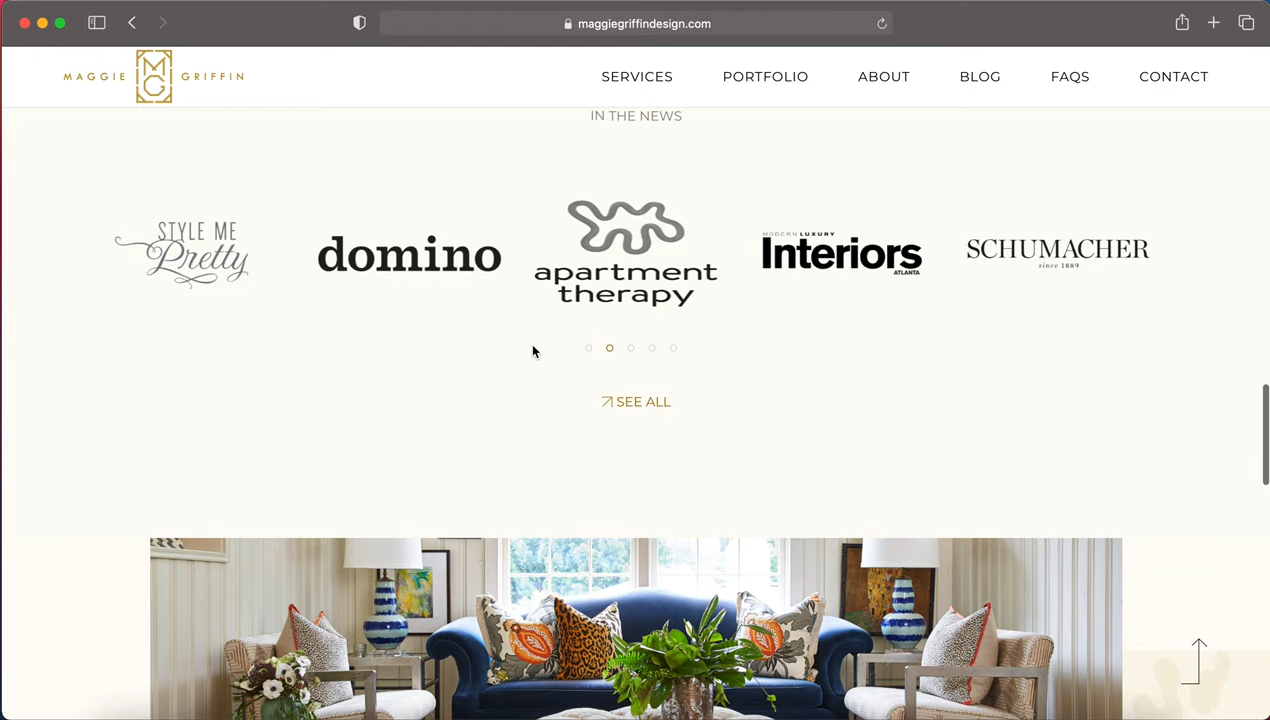 maggiegriffindesign.com
MAGGIE MG GRIFFIN
SERVICES
PORTFOLIO
ABOUT
BLOG
FAQS
CONTACT
IN THE NEWS
STYLE ME
Pretty
domino
apartment
therapy
MODERN LUXURY
Interiors
ATLANTA
SCHUMACHER
since 1889
SEE ALL